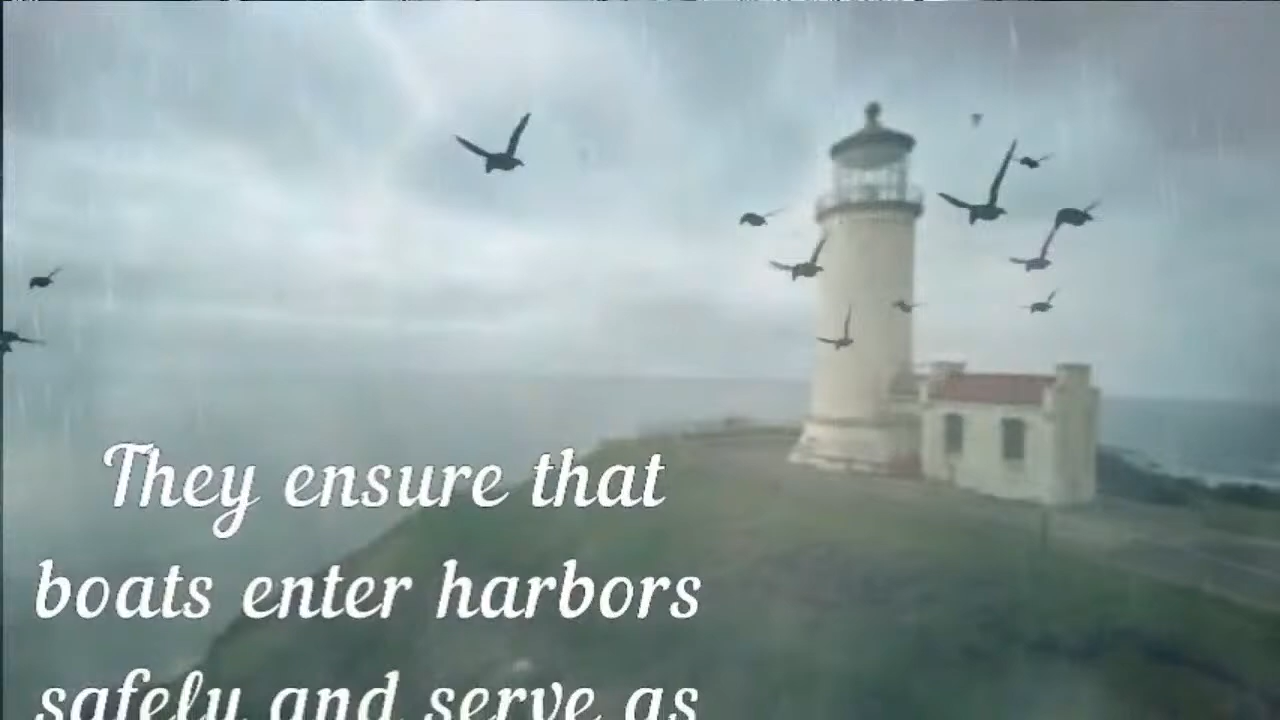 They ensure that
boats enter harbors
safely and serve as